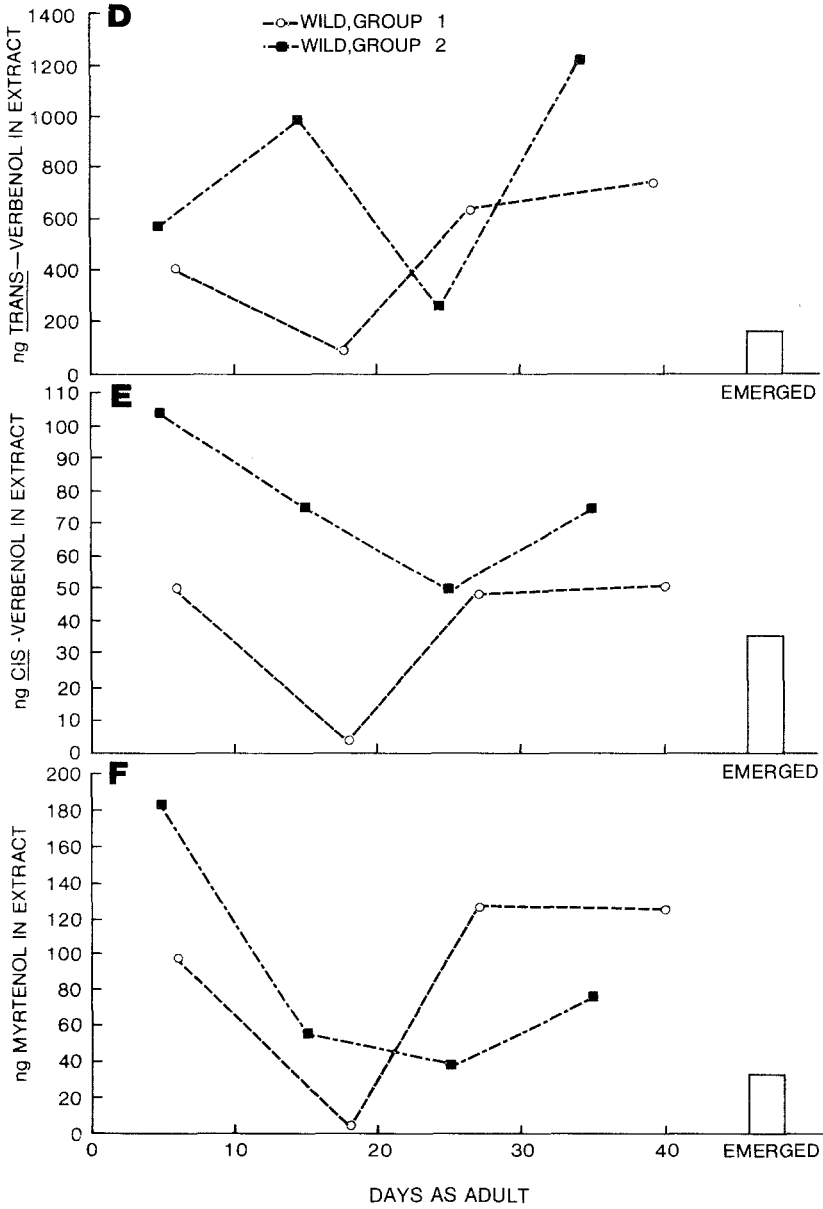 D
WILD,GROUP 1
WILD,GROUP 2
ng TRANS—VERBENOL IN EXTRACT
1400
1200
1000
800
600
400
200
0
EMERGED
E
ng CIS-VERBENOL IN EXTRACT
110
100
90
80
70
60
50
40
30
20
10
0
EMERGED
F
ng MYRTENOL IN EXTRACT
200
180
160
140
120
100
80
60
40
20
0
0 10 20 30 40 EMERGED
DAYS AS ADULT